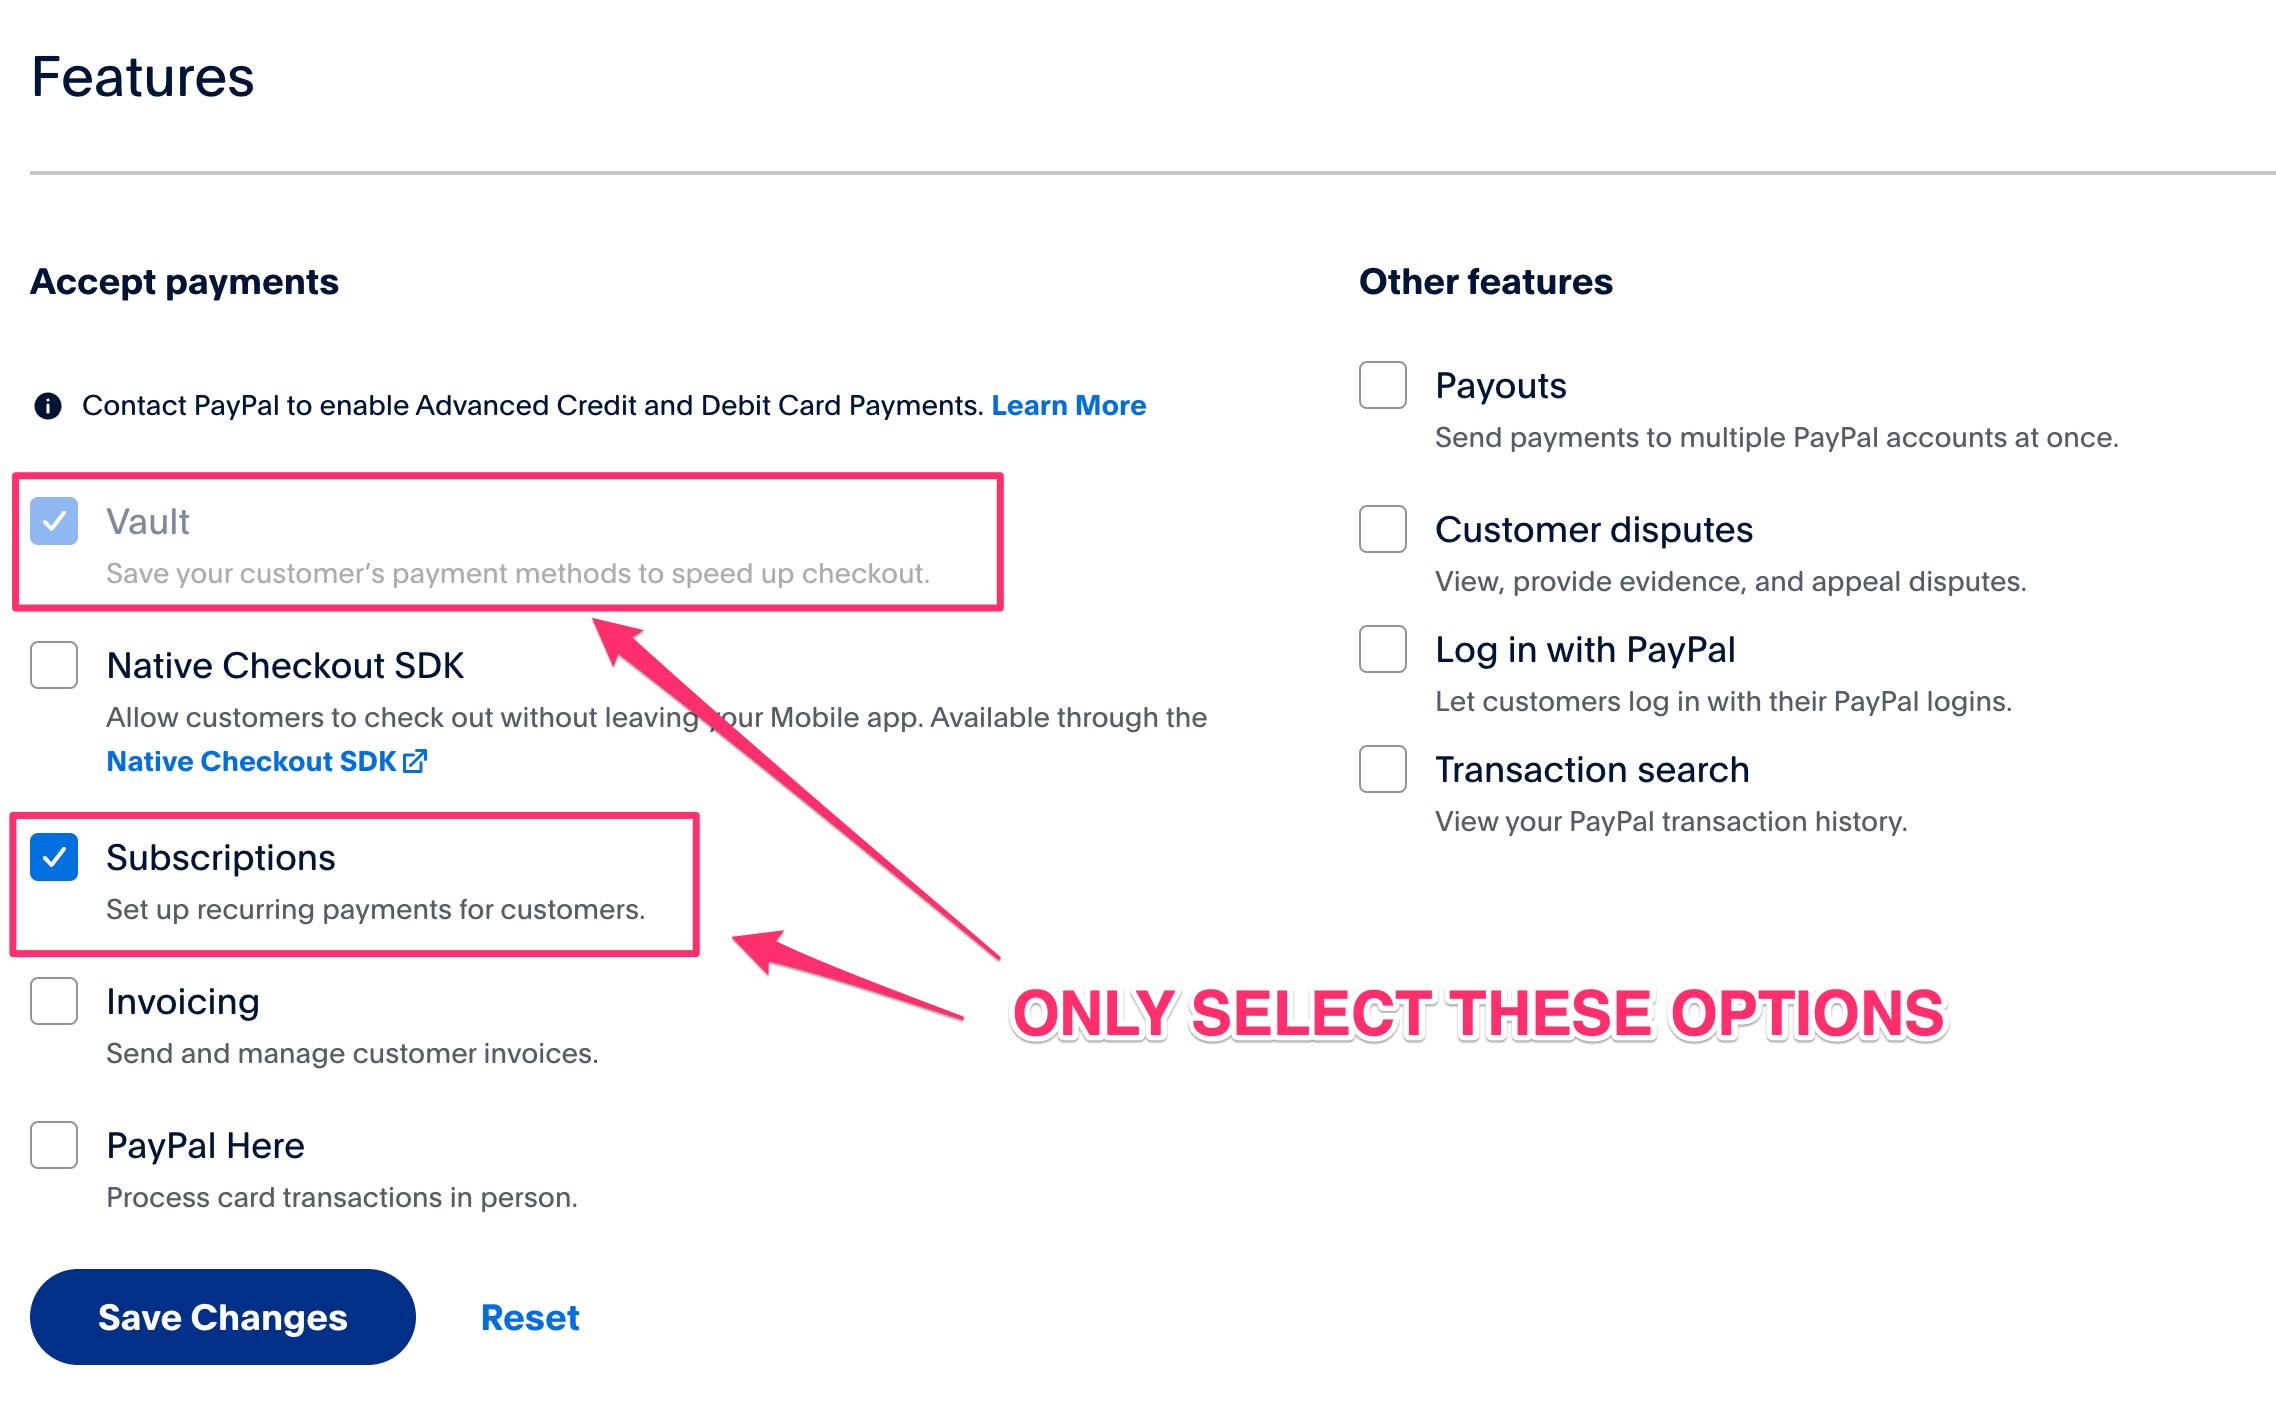 Features
Accept payments
Contact PayPal to enable Advanced Credit and Debit Card Payments. Learn More
Vault
Save your customer’s payment methods to speed up checkout.
Native Checkout SDK
Allow customers to check out without leaving your Mobile app. Available through the
Native Checkout SDK
Subscriptions
Set up recurring payments for customers.
Invoicing
Send and manage customer invoices.
PayPal Here
Process card transactions in person.
Save Changes
Reset
Other features
Payouts
Send payments to multiple PayPal accounts at once.
Customer disputes
View, provide evidence, and appeal disputes.
Log in with PayPal
Let customers log in with their PayPal logins.
Transaction search
View your PayPal transaction history.
ONLY SELECT THESE OPTIONS